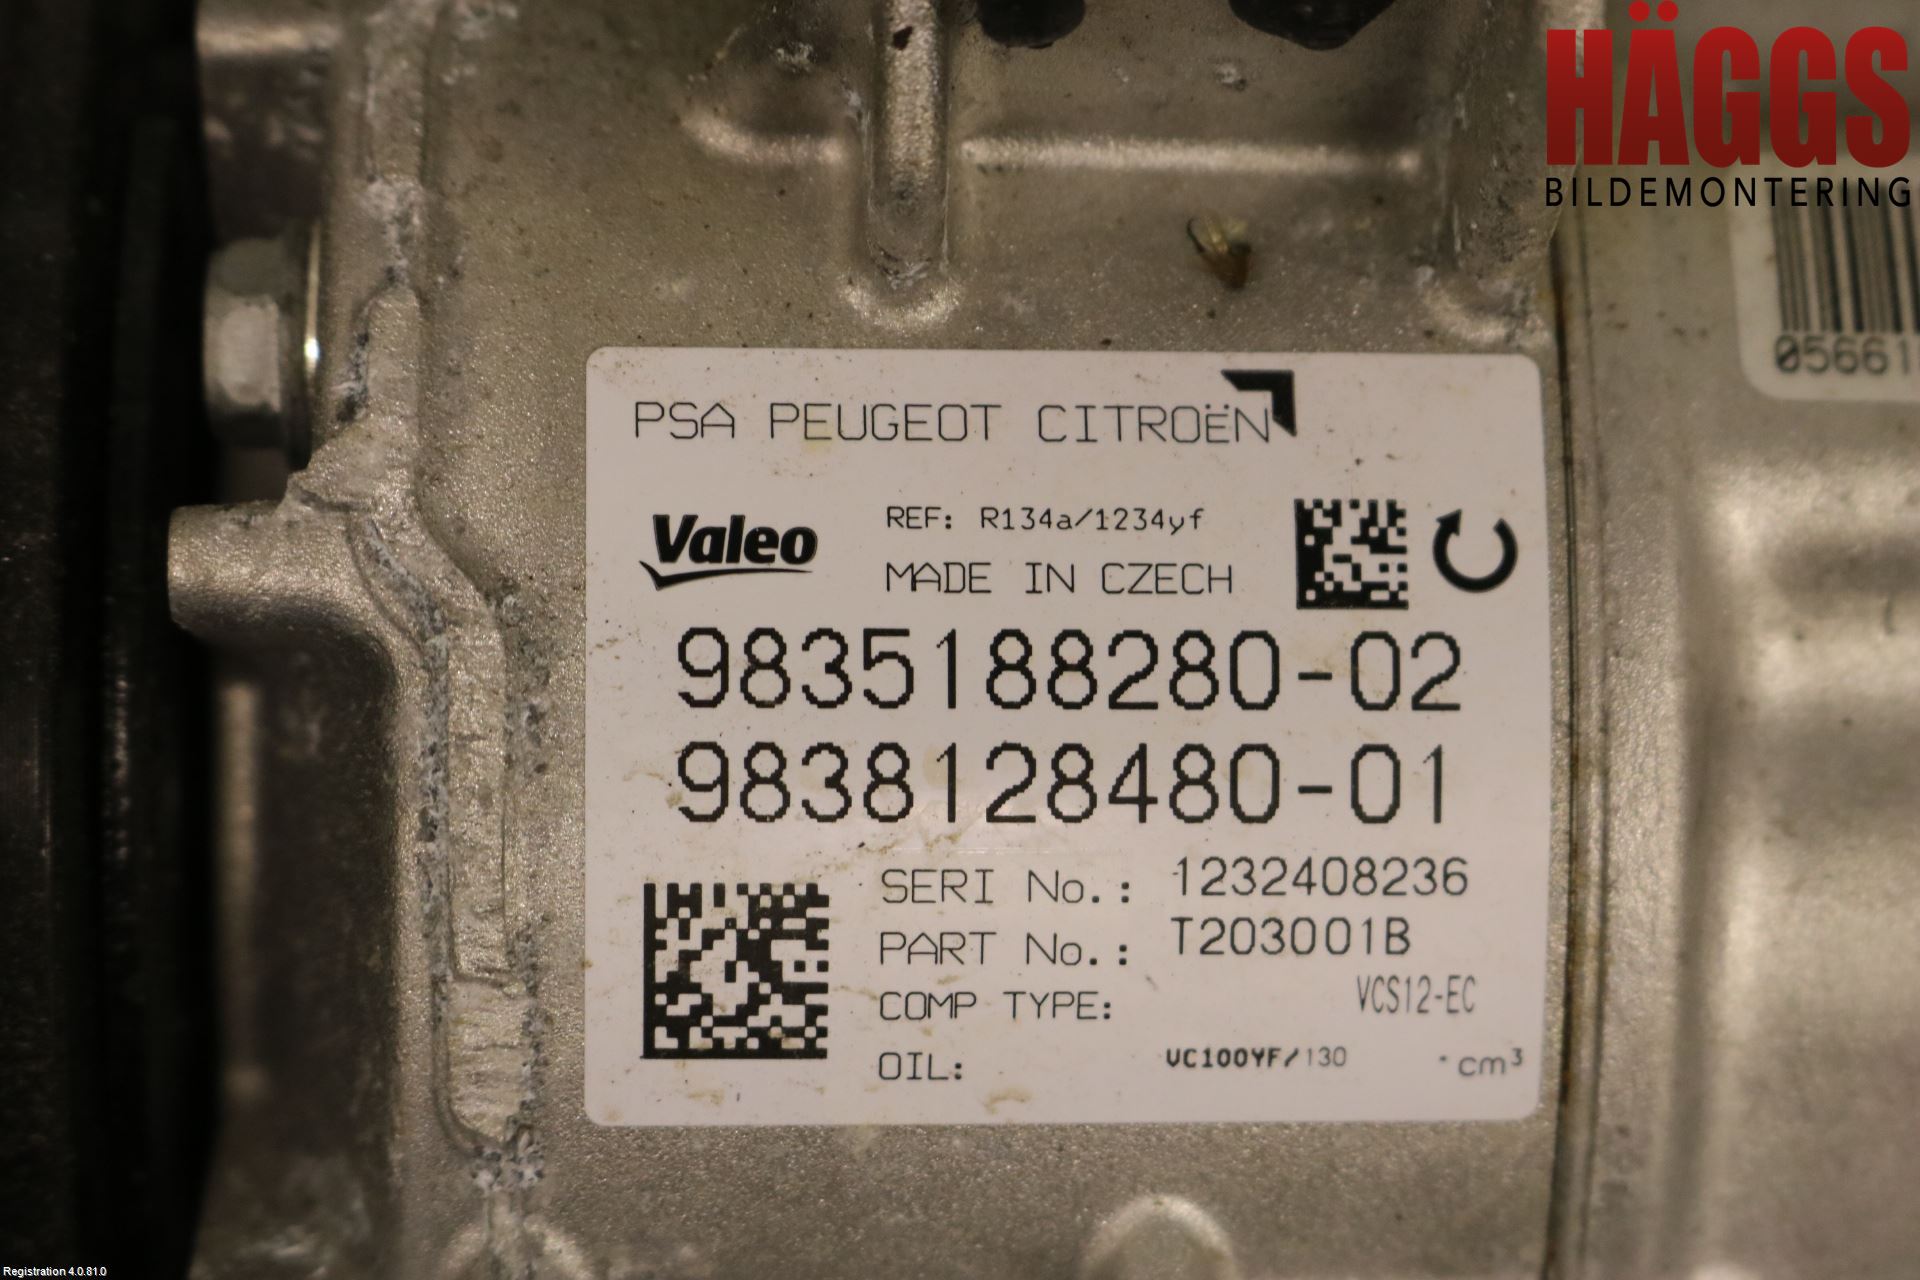 HÄGGS
BILDEMONTERING
05661
PSA PEUGEOT CITROËN
Valeo
REF: R134a/1234yf
MADE IN CZECH
9835188280-02
9838128480-01
SERI No.: 1232408236
PART No.: T203001B
COMP TYPE: VCS12-EC
OIL: VC100YF/130 cm³
Registration 4.0.81.0